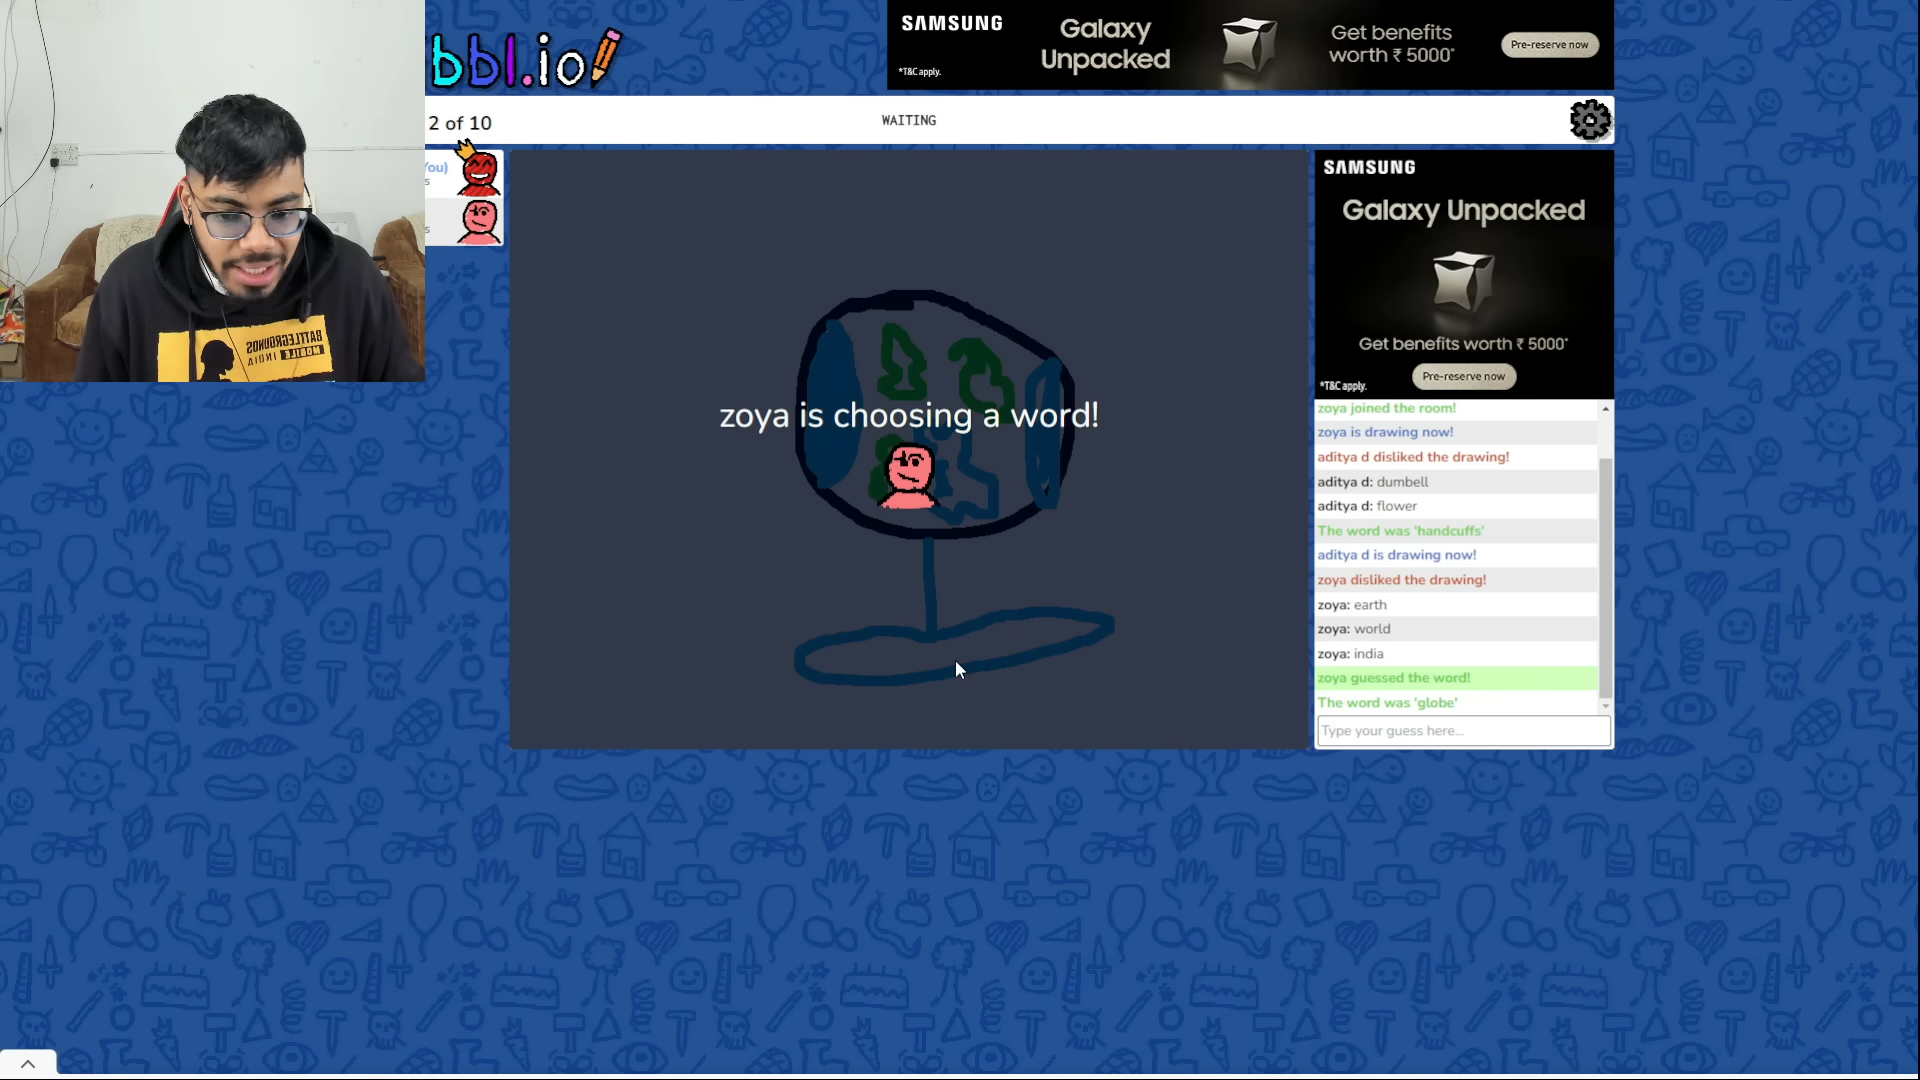 bbl.io
SAMSUNG
*T&C apply.
Galaxy
Unpacked
Get benefits
worth ₹ 5000*
Pre-reserve now
2 of 10
WAITING
You)
s
s
zoya is choosing a word!
SAMSUNG
Galaxy Unpacked
Get benefits worth ₹ 5000*
Pre-reserve now
*T&C apply.
zoya joined the room!
zoya is drawing now!
aditya d disliked the drawing!
aditya d: dumbell
aditya d: flower
The word was 'handcuffs'
aditya d is drawing now!
zoya disliked the drawing!
zoya: earth
zoya: world
zoya: india
zoya guessed the word!
The word was 'globe'
Type your guess here...
BATTLEGROUNDS
MOBILE INDIA